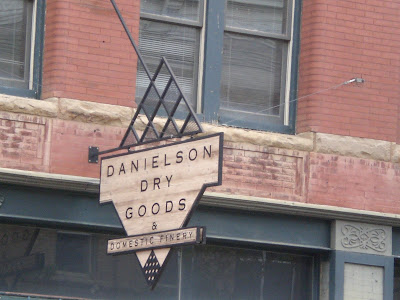 DANIELSON
DRY
GOODS
&
DOMESTIC FINERY